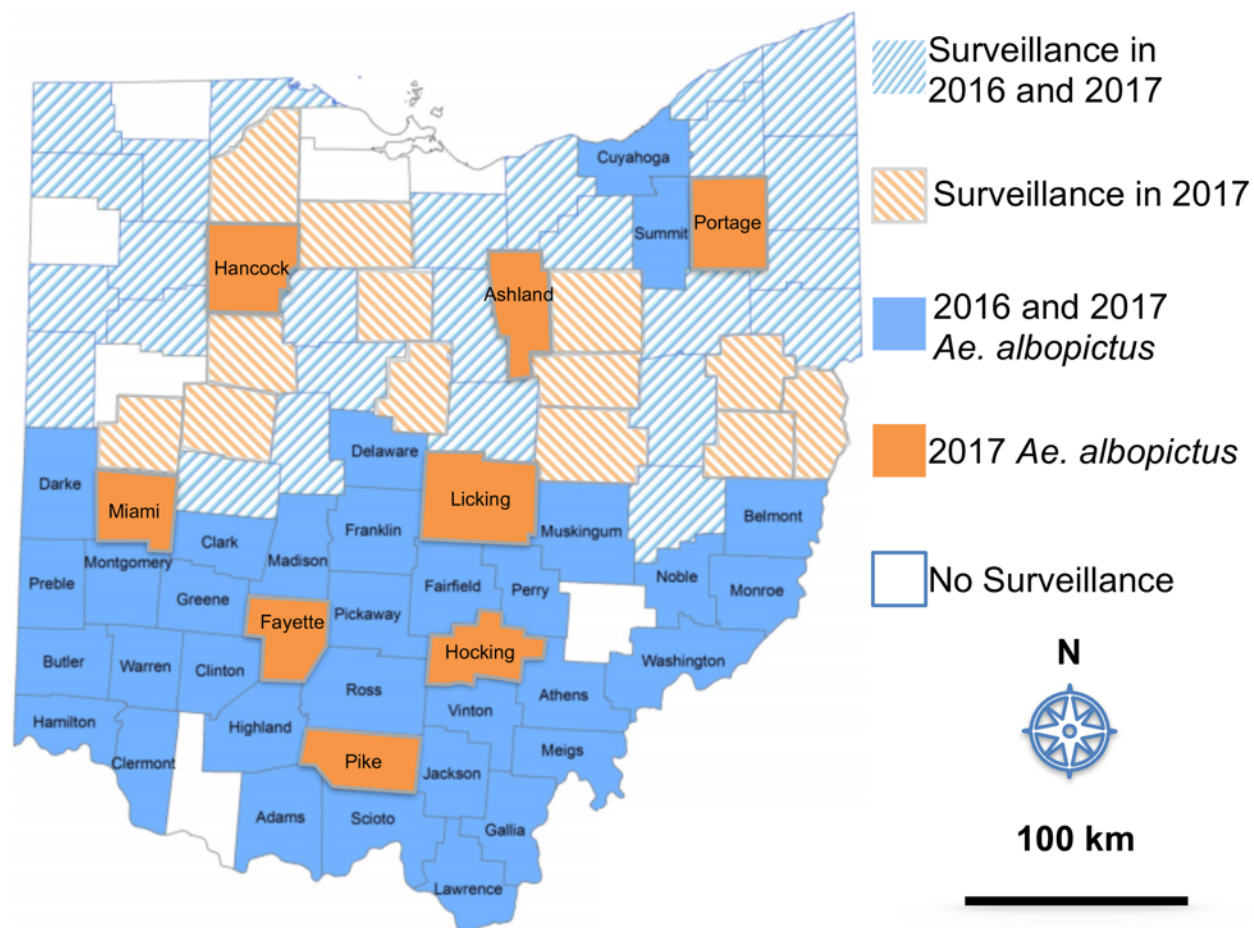 Surveillance in
2016 and 2017
Surveillance in 2017
2016 and 2017
Ae. albopictus
2017 Ae. albopictus
No Surveillance
N
100 km
Cuyahoga
Summit
Portage
Hancock
Ashland
Delaware
Darke
Miami
Licking
Franklin
Muskingum
Belmont
Clark
Madison
Montgomery
Preble
Greene
Fairfield
Perry
Noble
Monroe
Fayette
Pickaway
Hocking
Washington
Butler
Warren
Clinton
Ross
Athens
Hamilton
Highland
Vinton
Meigs
Clermont
Pike
Jackson
Adams
Scioto
Gallia
Lawrence